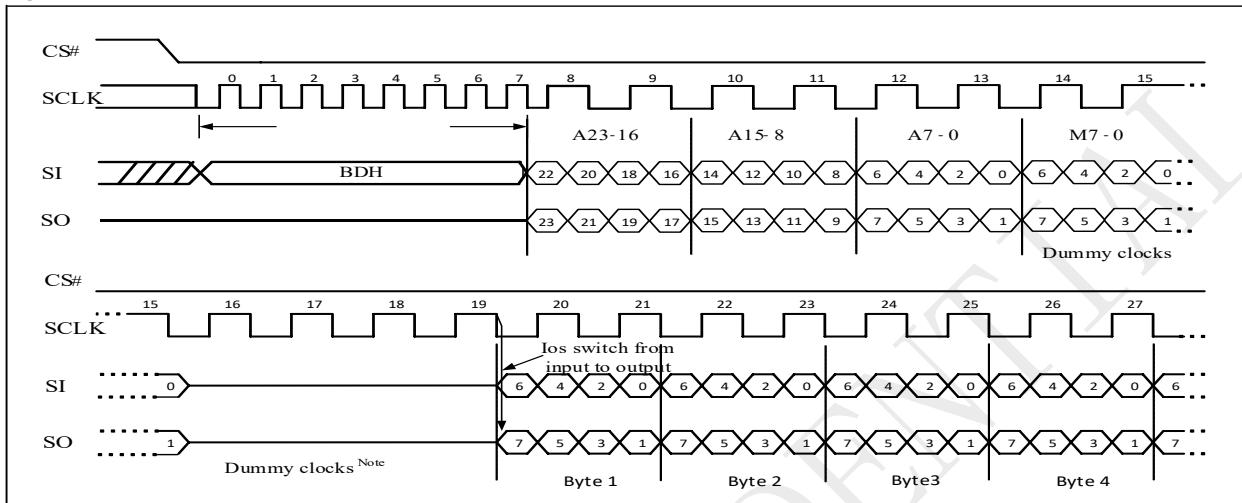 CS#
0 1 2 3 4 5 6 7 8 9 10 11 12 13 14 15
SCLK
A23-16 A15-8 A7-0 M7-0
SI BDH 22 20 18 16 14 12 10 8 6 4 2 0 6 4 2 0
SO 23 21 19 17 15 13 11 9 7 5 3 1 7 5 3 1
Dummy clocks
CS#
15 16 17 18 19 20 21 22 23 24 25 26 27
SCLK
Ios switch from
input to output
SI 0 6 4 2 0 6 4 2 0 6 4 2 0 6 4 2 0 6
SO 1 7 5 3 1 7 5 3 1 7 5 3 1 7 5 3 1 7
Dummy clocks Note
Byte 1 Byte 2 Byte3 Byte 4
ENTIAL